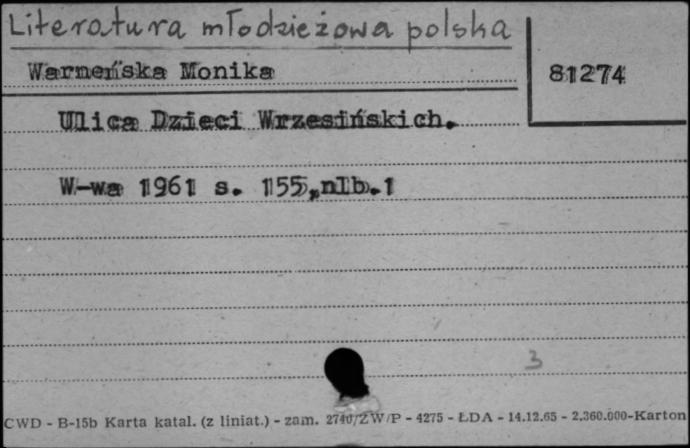 Literatura młodzieżowa polska
Warneńska Monika
81274
Ulica Dzieci Wrzesińskich.
W-wa 1961 s. 155,nlb.1
3
CWD - B-15b Karta katal. (z liniat.) - zam. 2740/ZW/P - 4275 - ŁDA - 14.12.65 - 2.360.000-Karton